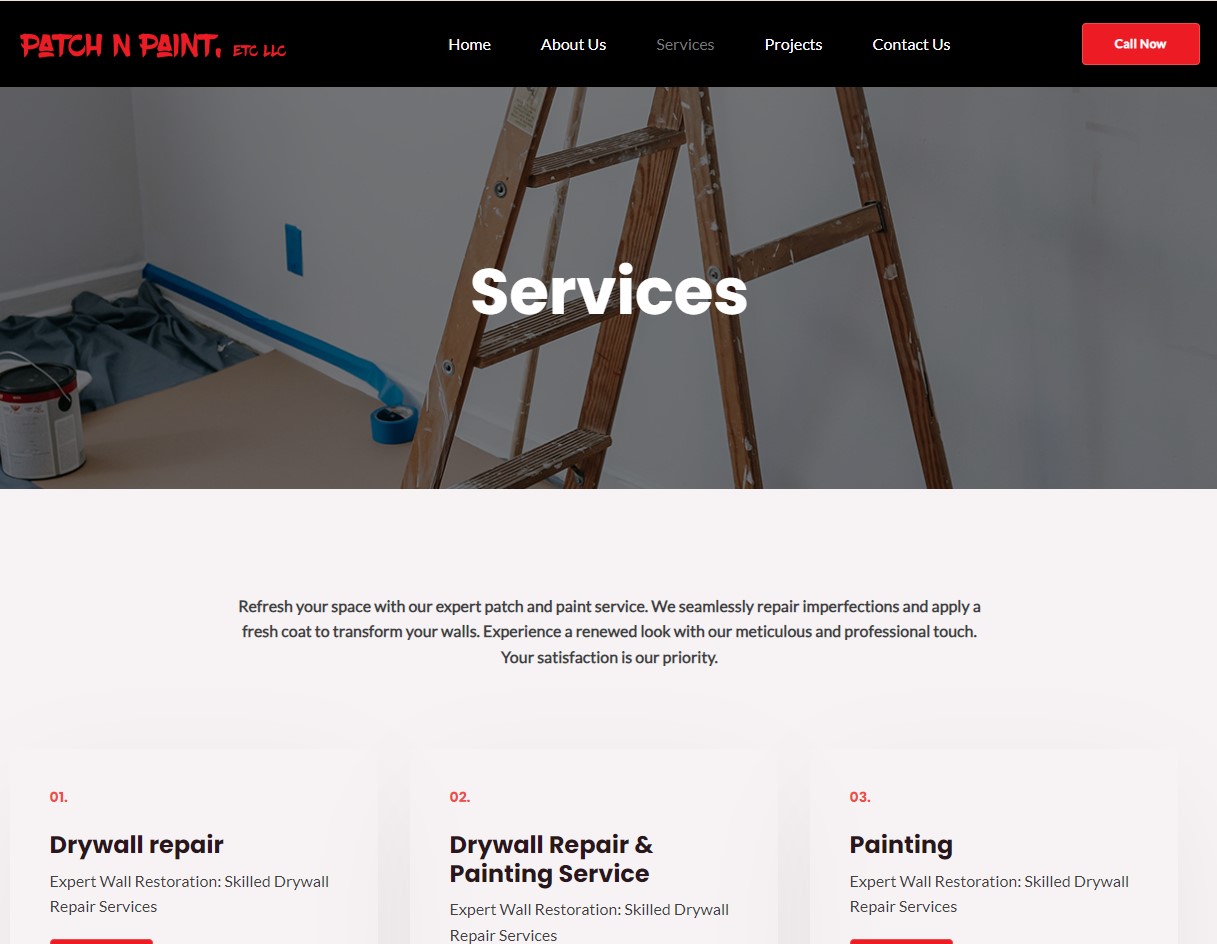 PATCH N PAINT, ETC LLC
Home About Us Services Projects Contact Us Call Now
Services
Refresh your space with our expert patch and paint service. We seamlessly repair imperfections and apply a
fresh coat to transform your walls. Experience a renewed look with our meticulous and professional touch.
Your satisfaction is our priority.
01.
Drywall repair
Expert Wall Restoration: Skilled Drywall
Repair Services
02.
Drywall Repair &
Painting Service
Expert Wall Restoration: Skilled Drywall
Repair Services
03.
Painting
Expert Wall Restoration: Skilled Drywall
Repair Services